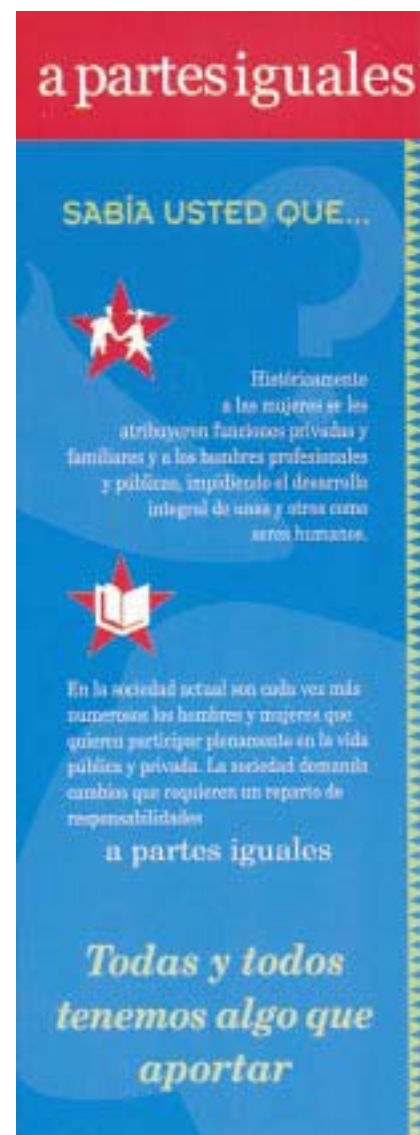 a partes iguales
SABÍA USTED QUE...
Históricamente
a las mujeres se les
atribuyeron funciones privadas y
familiares y a los hombres profesionales
y públicas, impidiendo el desarrollo
integral de unas y otros como
seres humanos.
En la sociedad actual son cada vez más
numerosos los hombres y mujeres que
quieren participar plenamente en la vida
pública y privada. La sociedad demanda
cambios que requieren un reparto de
responsabilidades
a partes iguales
Todas y todos
tenemos algo que
aportar